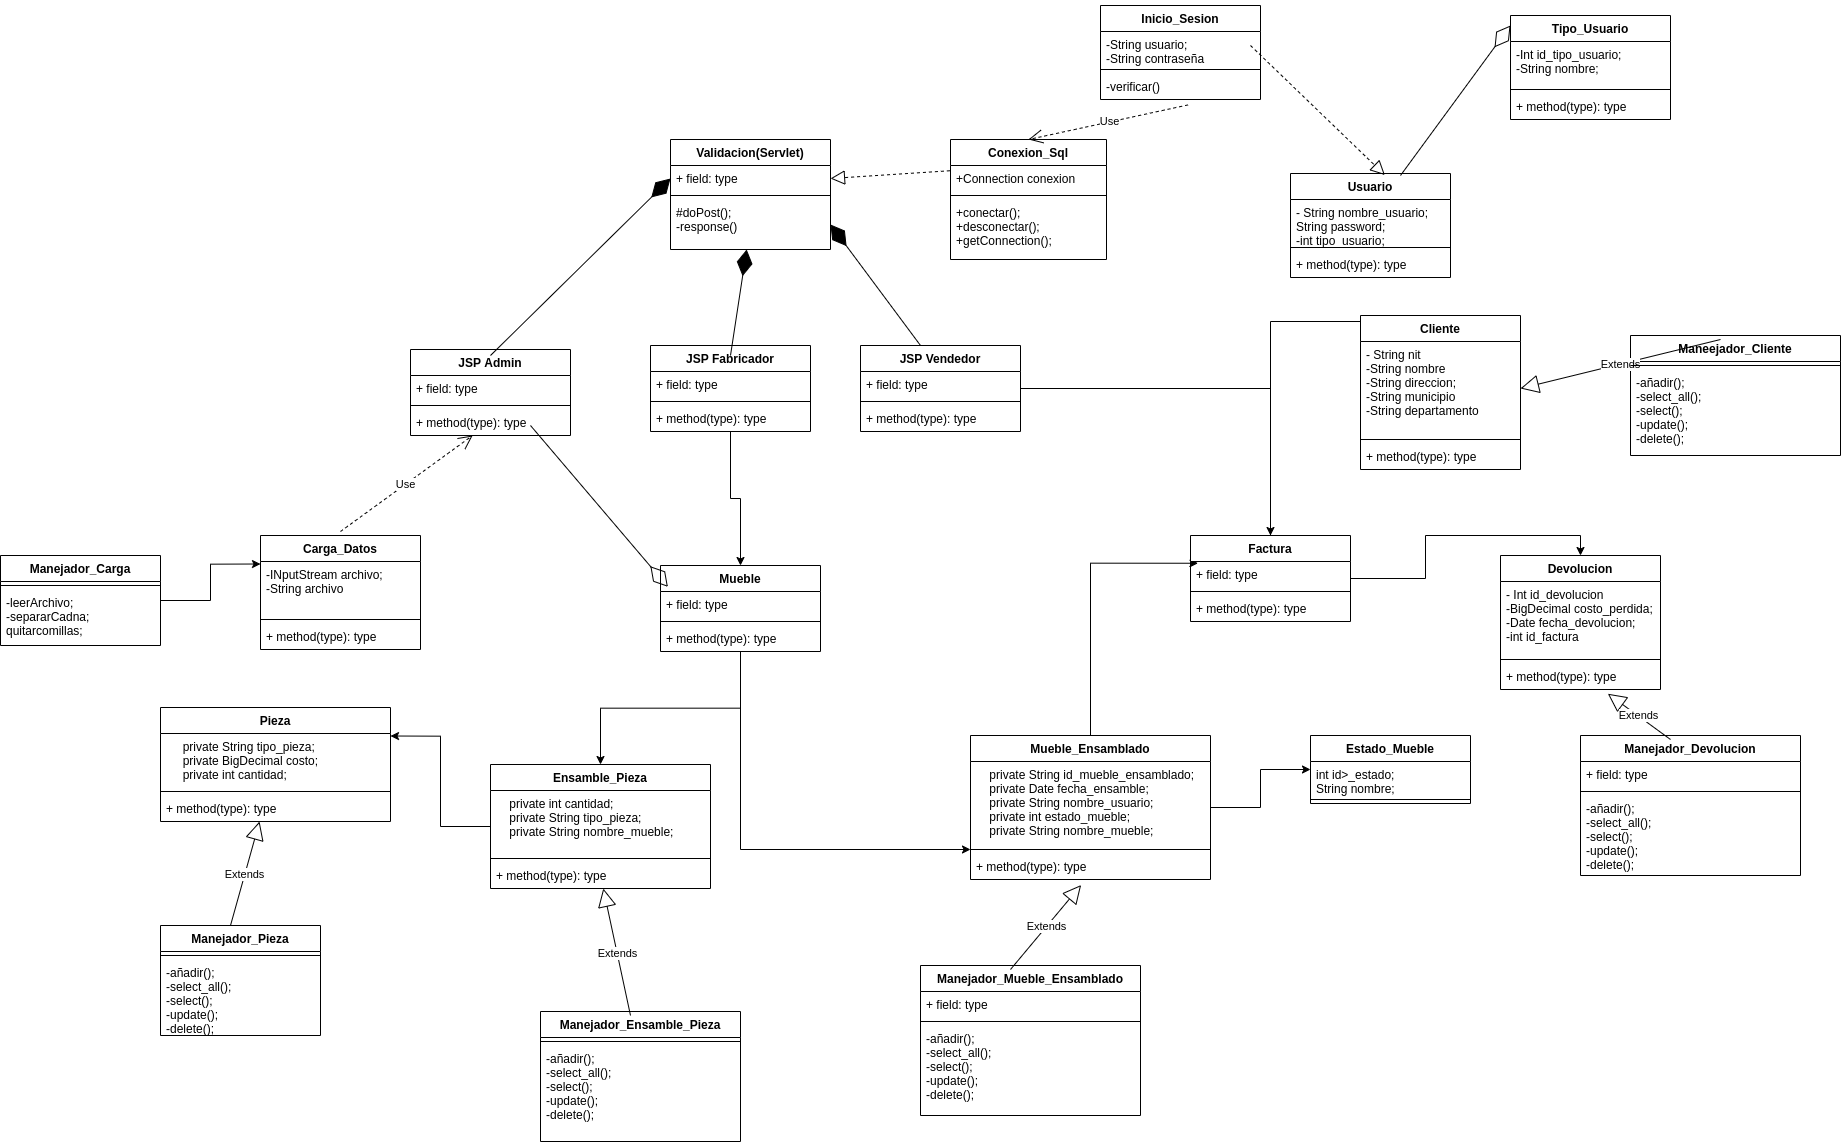 Inicio_Sesion
-String usuario;
-String contraseña
-verificar()
Tipo_Usuario
-Int id_tipo_usuario;
-String nombre;
+ method(type): type
Use
Validacion(Servlet)
+ field: type
#doPost();
-response()
Conexion_Sql
+Connection conexion
+conectar();
+desconectar();
+getConnection();
Usuario
- String nombre_usuario;
String password;
-int tipo_usuario;
+ method(type): type
JSP Admin
+ field: type
+ method(type): type
JSP Fabricador
+ field: type
+ method(type): type
JSP Vendedor
+ field: type
+ method(type): type
Cliente
- String nit
-String nombre
-String direccion;
-String municipio
-String departamento
+ method(type): type
Extends
Maneejador_Cliente
-añadir();
-select_all();
-select();
-update();
-delete();
Use
Manejador_Carga
-leerArchivo;
-separarCadna;
quitarcomillas;
Carga_Datos
-INputStream archivo;
-String archivo
+ method(type): type
Mueble
+ field: type
+ method(type): type
Factura
+ field: type
+ method(type): type
Devolucion
- Int id_devolucion
-BigDecimal costo_perdida;
-Date fecha_devolucion;
-int id_factura
+ method(type): type
Extends
Pieza
private String tipo_pieza;
private BigDecimal costo;
private int cantidad;
+ method(type): type
Ensamble_Pieza
private int cantidad;
private String tipo_pieza;
private String nombre_mueble;
+ method(type): type
Mueble_Ensamblado
private String id_mueble_ensamblado;
private Date fecha_ensamble;
private String nombre_usuario;
private int estado_mueble;
private String nombre_mueble;
+ method(type): type
Estado_Mueble
int id>_estado;
String nombre;
Manejador_Devolucion
+ field: type
-añadir();
-select_all();
-select();
-update();
-delete();
Extends
Extends
Extends
Manejador_Pieza
-añadir();
-select_all();
-select();
-update();
-delete();
Manejador_Ensamble_Pieza
-añadir();
-select_all();
-select();
-update();
-delete();
Manejador_Mueble_Ensamblado
+ field: type
-añadir();
-select_all();
-select();
-update();
-delete();